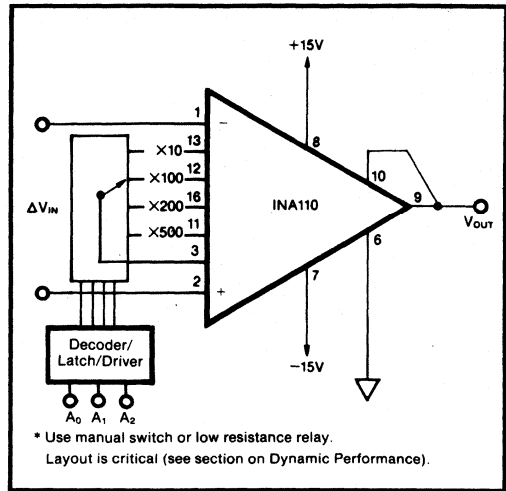 +15V
1
−
13
×10
8
12
×100
10
16
×200
ΔVIN
INA110
9
VOUT
11
×500
6
3
2
+
7
Decoder/
Latch/Driver
−15V
A0 A1 A2
* Use manual switch or low resistance relay.
Layout is critical (see section on Dynamic Performance).